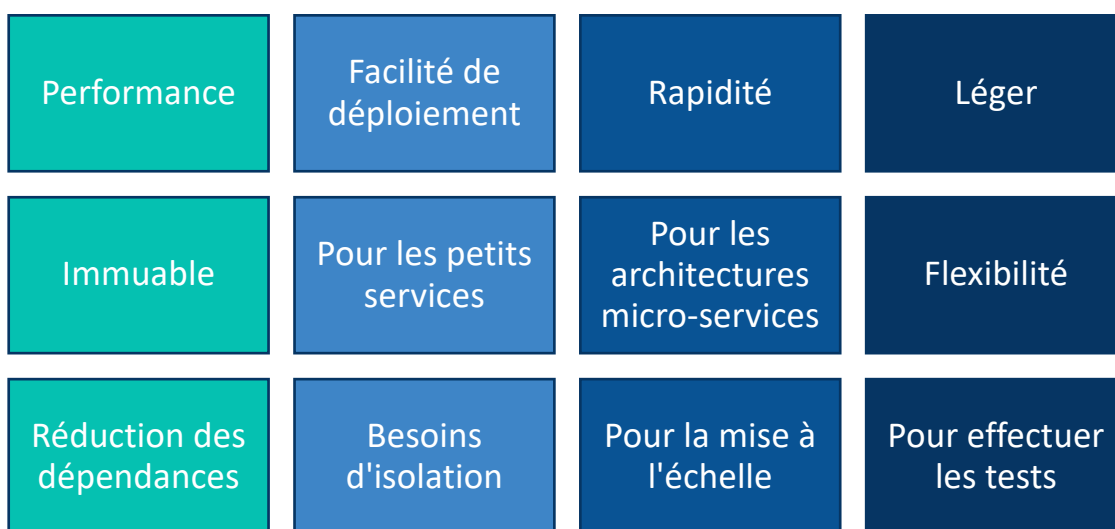 Performance
Facilité de
déploiement
Rapidité
Léger
Immuable
Pour les petits
services
Pour les
architectures
micro-services
Flexibilité
Réduction des
dépendances
Besoins
d'isolation
Pour la mise à
l'échelle
Pour effectuer
les tests